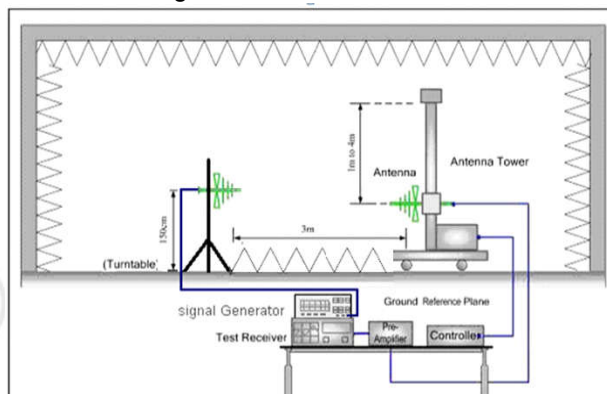 1m to 4m
Antenna
Antenna Tower
150cm
3m
(Turntable)
signal Generator
Ground Reference Plane
Test Receiver
Pre-
Amplifier
Controller